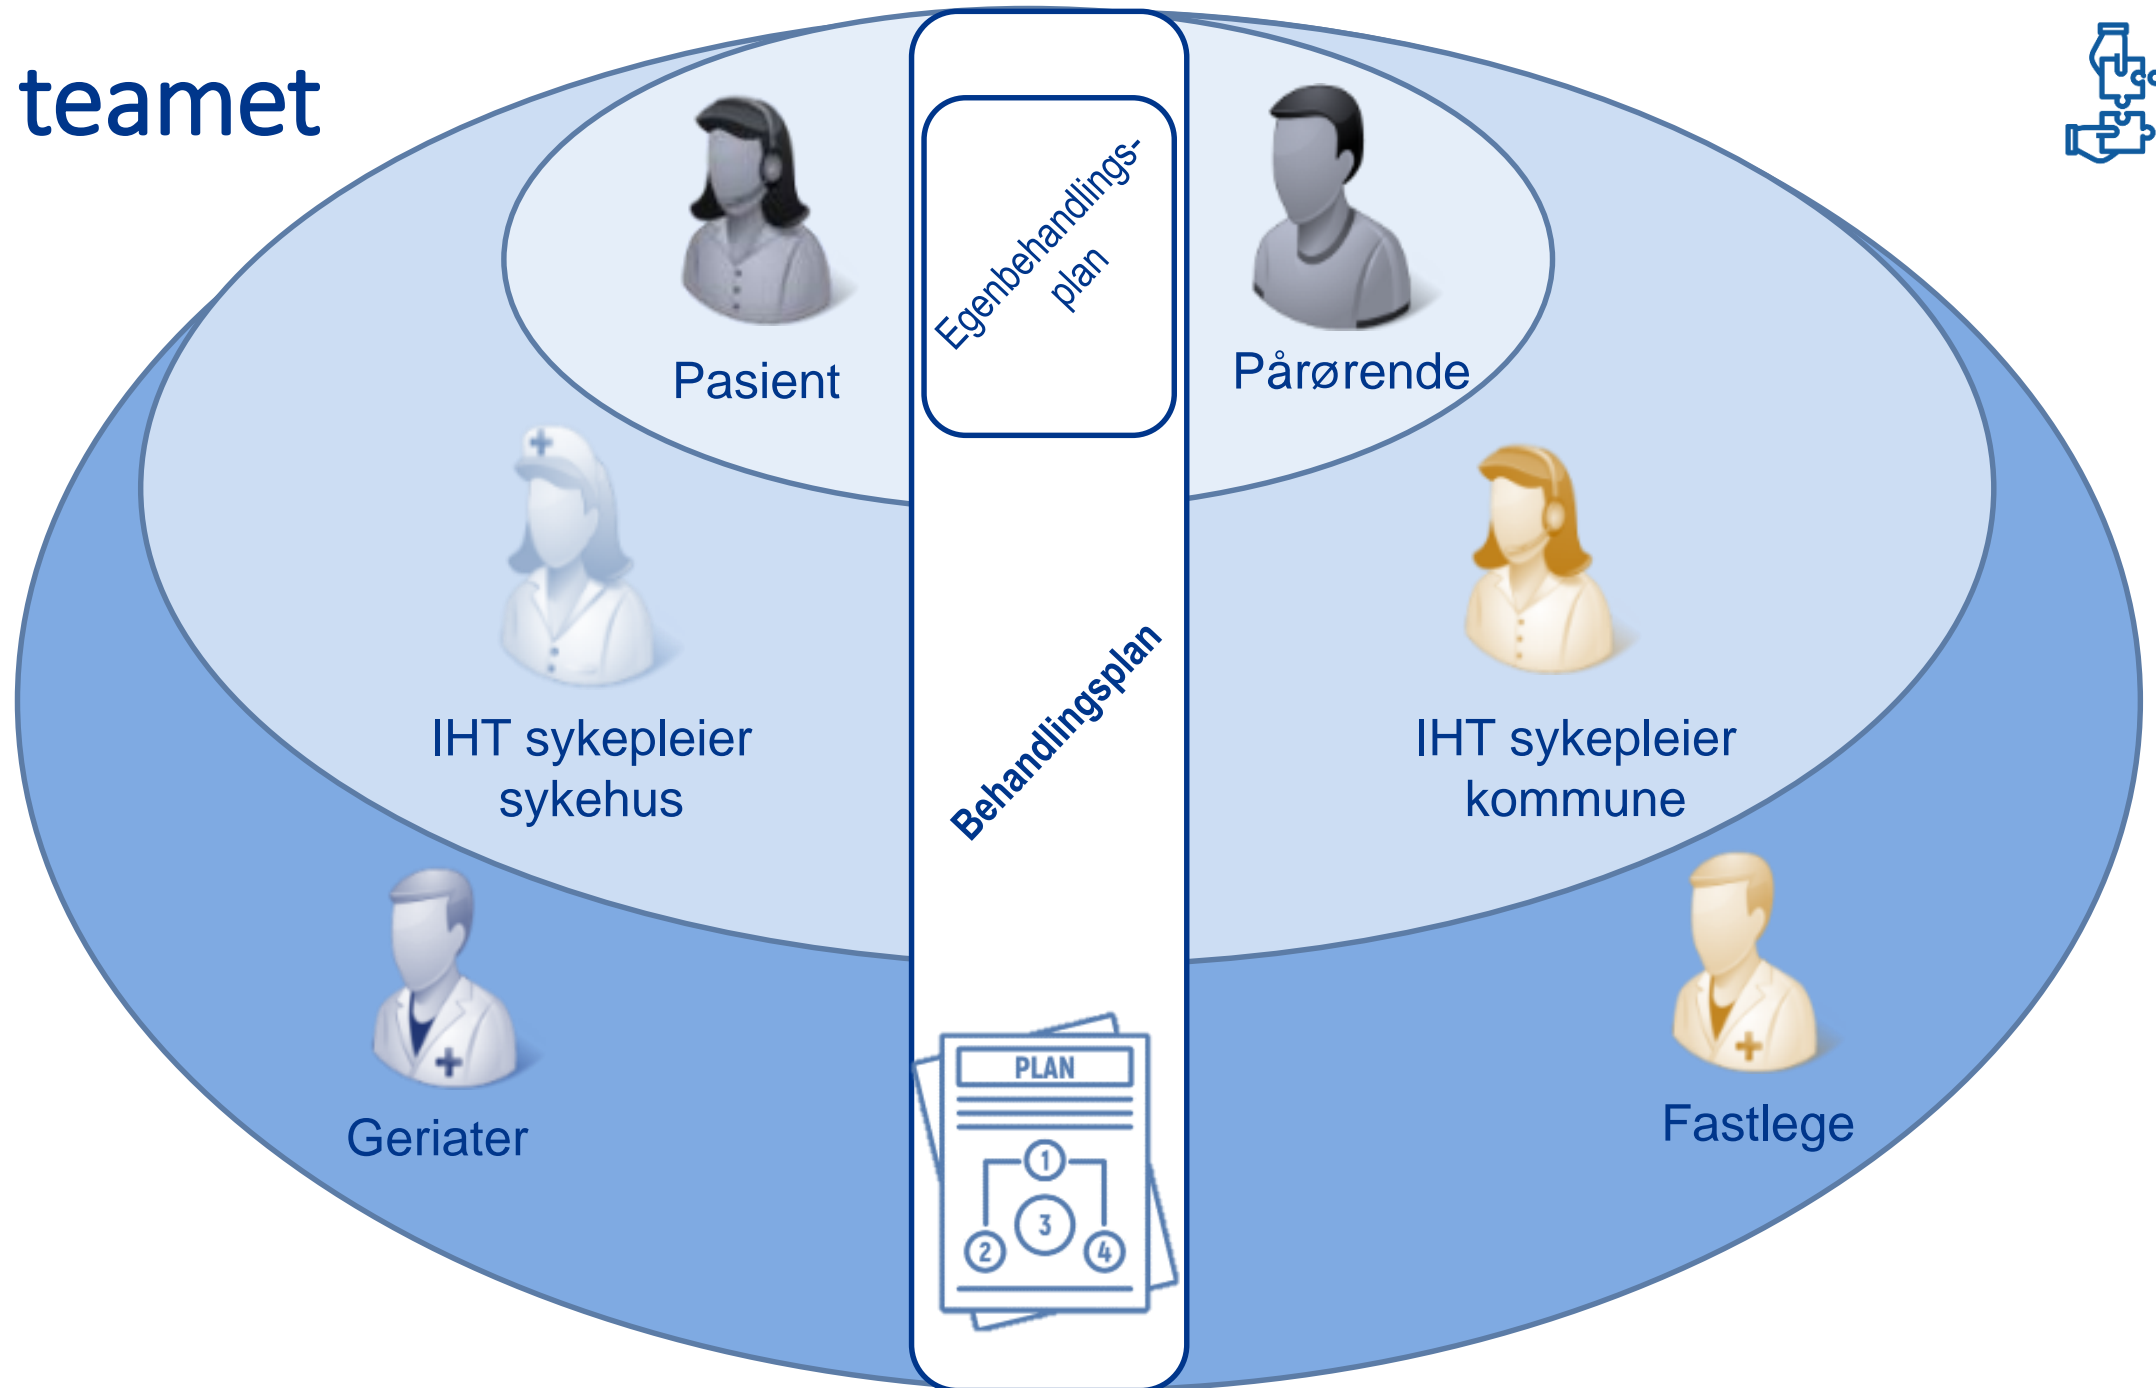 teamet
Egenbehandlings-
plan
Pasient
Pårørende
IHT sykepleier
sykehus
Behandlingsplan
IHT sykepleier
kommune
Geriater
Fastlege
PLAN
1
3
2
4